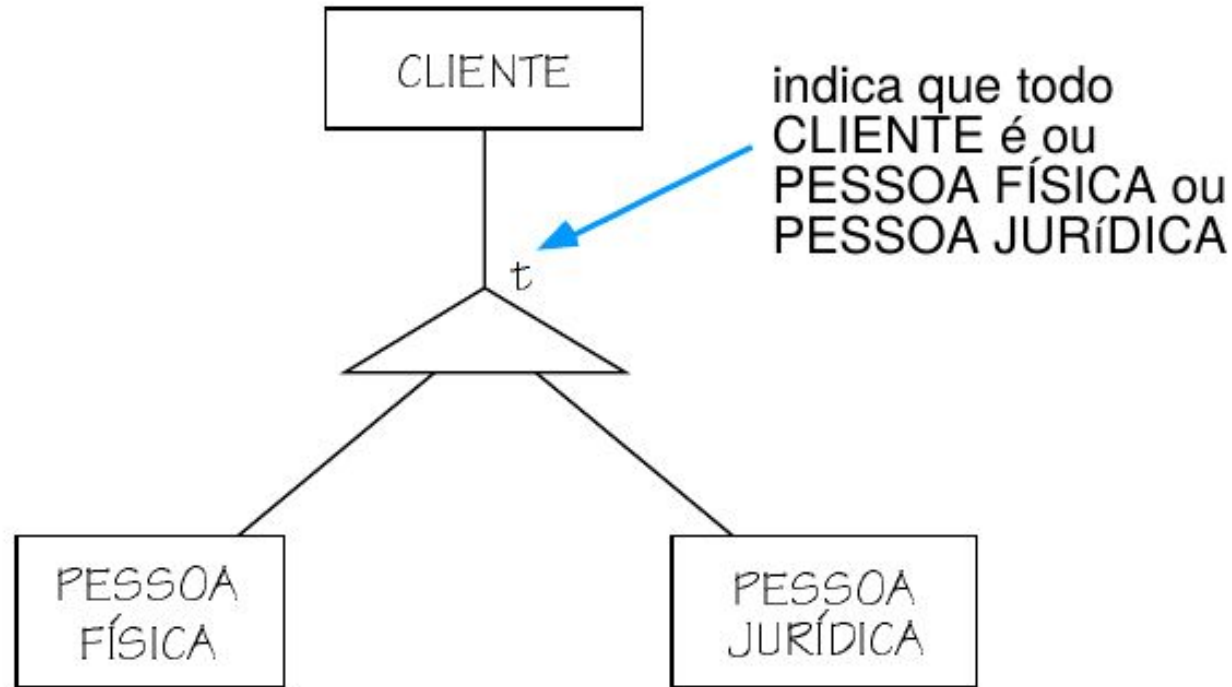 CLIENTE
indica que todo
CLIENTE é ou
PESSOA FÍSICA ou
PESSOA JURíDICA
t
PESSOA
FÍSICA
PESSOA
JURÍDICA